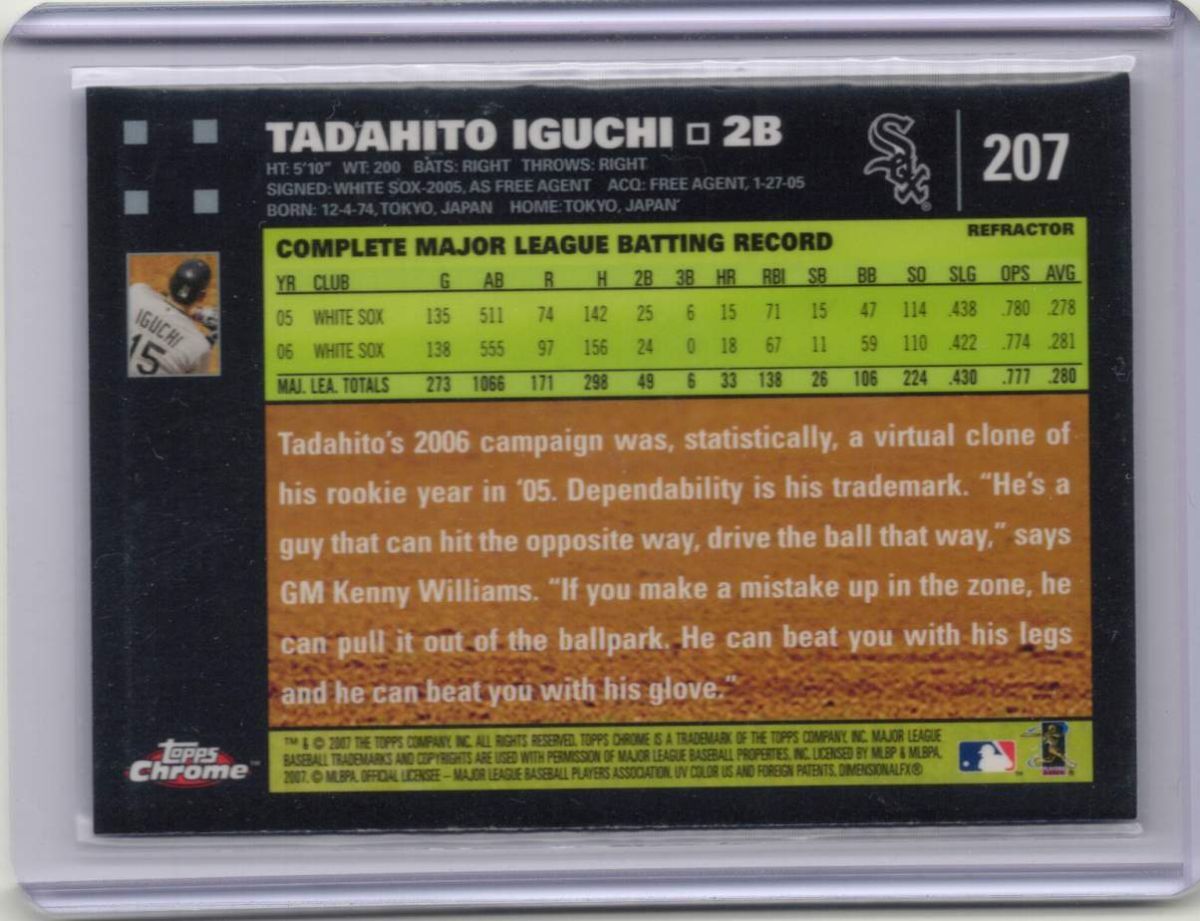 TADAHITO IGUCHI □ 2B
Sox
207
HT: 5'10" WT: 200 BATS: RIGHT THROWS: RIGHT
SIGNED: WHITE SOX-2005, AS FREE AGENT ACQ: FREE AGENT, 1-27-05
BORN: 12-4-74, TOKYO, JAPAN HOME: TOKYO, JAPAN
REFRACTOR
COMPLETE MAJOR LEAGUE BATTING RECORD
YR CLUB G AB R H 2B 3B HR RBI SB BB SO SLG OPS AVG
05 WHITE SOX 135 511 74 142 25 6 15 71 15 47 114 .438 .780 .278
06 WHITE SOX 138 555 97 156 24 0 18 67 11 59 110 .422 .774 .281
MAJ. LEA. TOTALS 273 1066 171 298 49 6 33 138 26 106 224 .430 .777 .280
IGUCHI
15
Tadahito's 2006 campaign was, statistically, a virtual clone of
his rookie year in '05. Dependability is his trademark. "He's a
guy that can hit the opposite way, drive the ball that way," says
GM Kenny Williams. "If you make a mistake up in the zone, he
can pull it out of the ballpark. He can beat you with his legs
and he can beat you with his glove."
Topps
Chrome™
™ & © 2007 THE TOPPS COMPANY, INC. ALL RIGHTS RESERVED. TOPPS CHROME IS A TRADEMARK OF THE TOPPS COMPANY, INC. MAJOR LEAGUE
BASEBALL TRADEMARKS AND COPYRIGHTS ARE USED WITH PERMISSION OF MAJOR LEAGUE BASEBALL PROPERTIES, INC. LICENSED BY MLBP & MLBPA.
2007. © MLBPA. OFFICIAL LICENSEE – MAJOR LEAGUE BASEBALL PLAYERS ASSOCIATION. UV COLOR US AND FOREIGN PATENTS. DIMENSIONALFX®